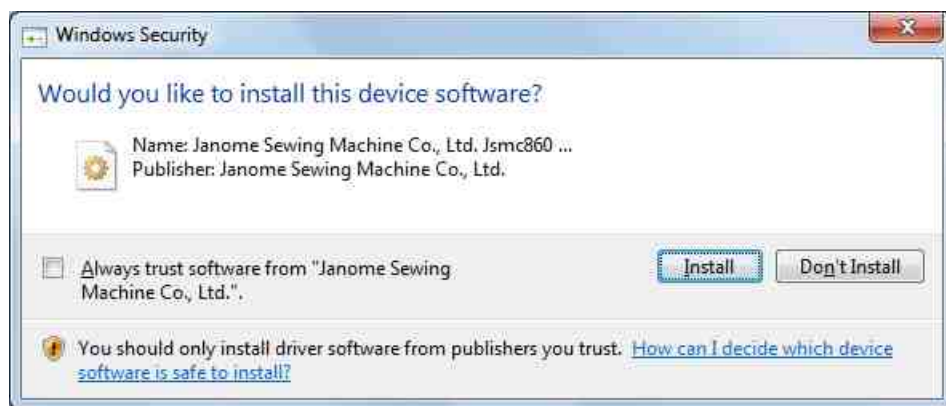 Windows Security
Would you like to install this device software?
Name: Janome Sewing Machine Co., Ltd. Jsmc860 ...
Publisher: Janome Sewing Machine Co., Ltd.
Always trust software from "Janome Sewing
Machine Co., Ltd.".
Install
Don't Install
You should only install driver software from publishers you trust. How can I decide which device
software is safe to install?